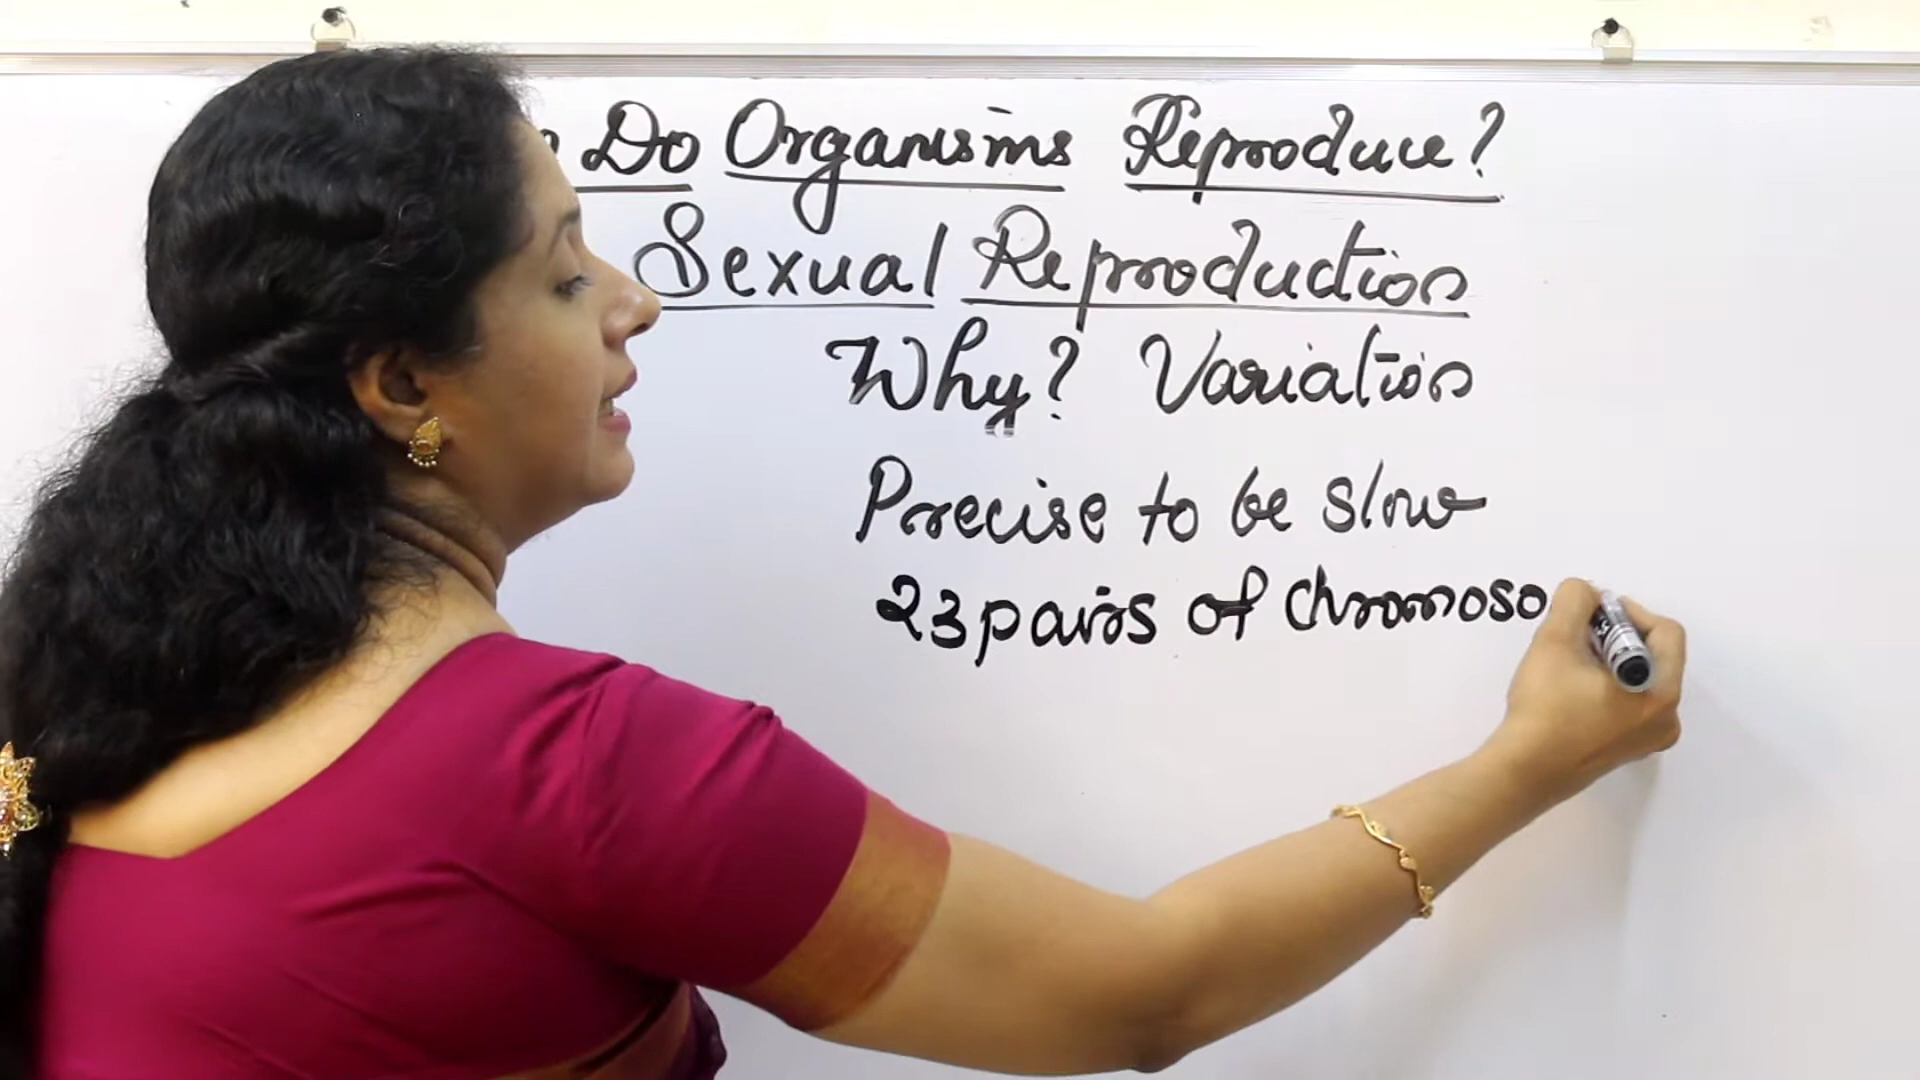 Do Organisms Reproduce?
Sexual Reproduction
Why? Variation
Precise to be slow
23 pairs of Chromoso